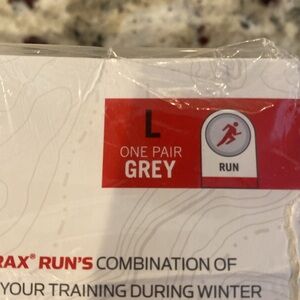 L
ONE PAIR
GREY
RUN
RAX® RUN'S COMBINATION OF
YOUR TRAINING DURING WINTER